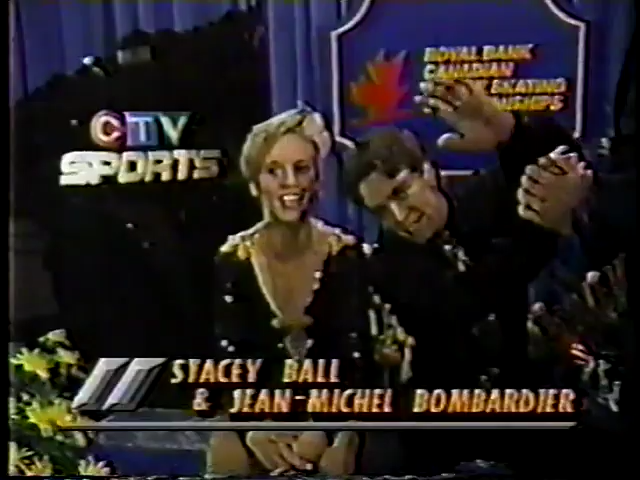 ROYAL BANK
CANADIAN
SKATING
CTV
SPORTS
STACEY BALL
& JEAN-MICHEL BOMBARDIER